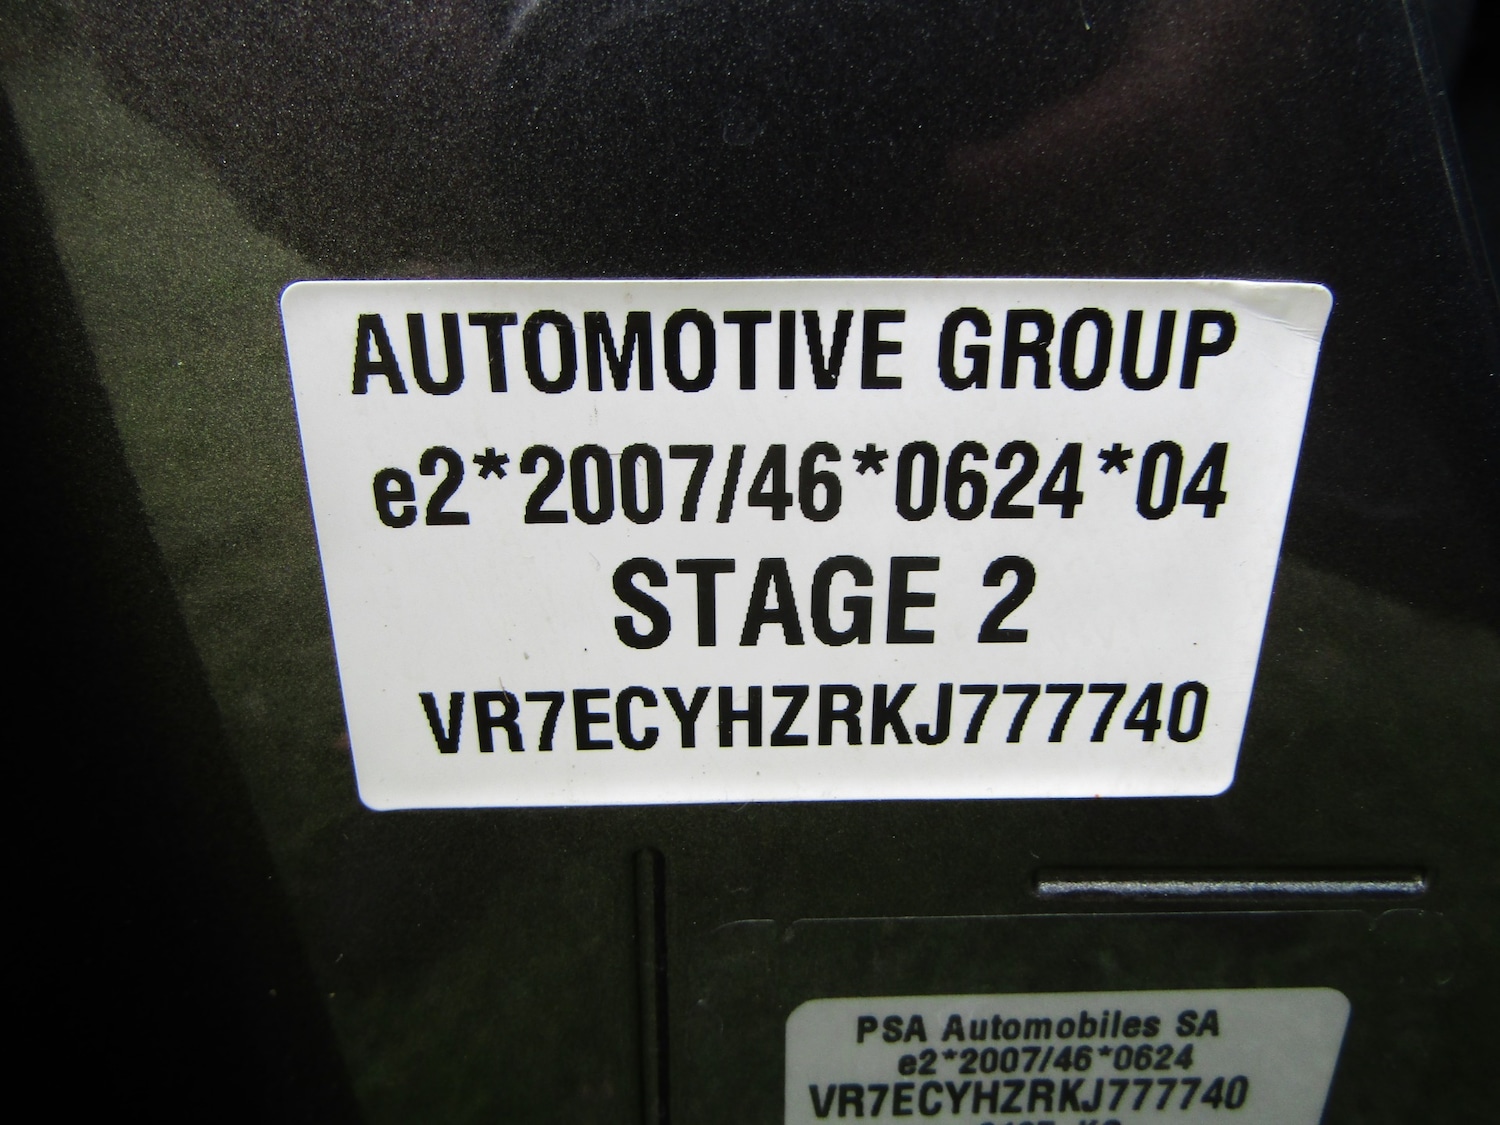 AUTOMOTIVE GROUP
e2*2007/46*0624*04
STAGE 2
VR7ECYHZRKJ777740
PSA Automobiles SA
e2*2007/46*0624
VR7ECYHZRKJ777740